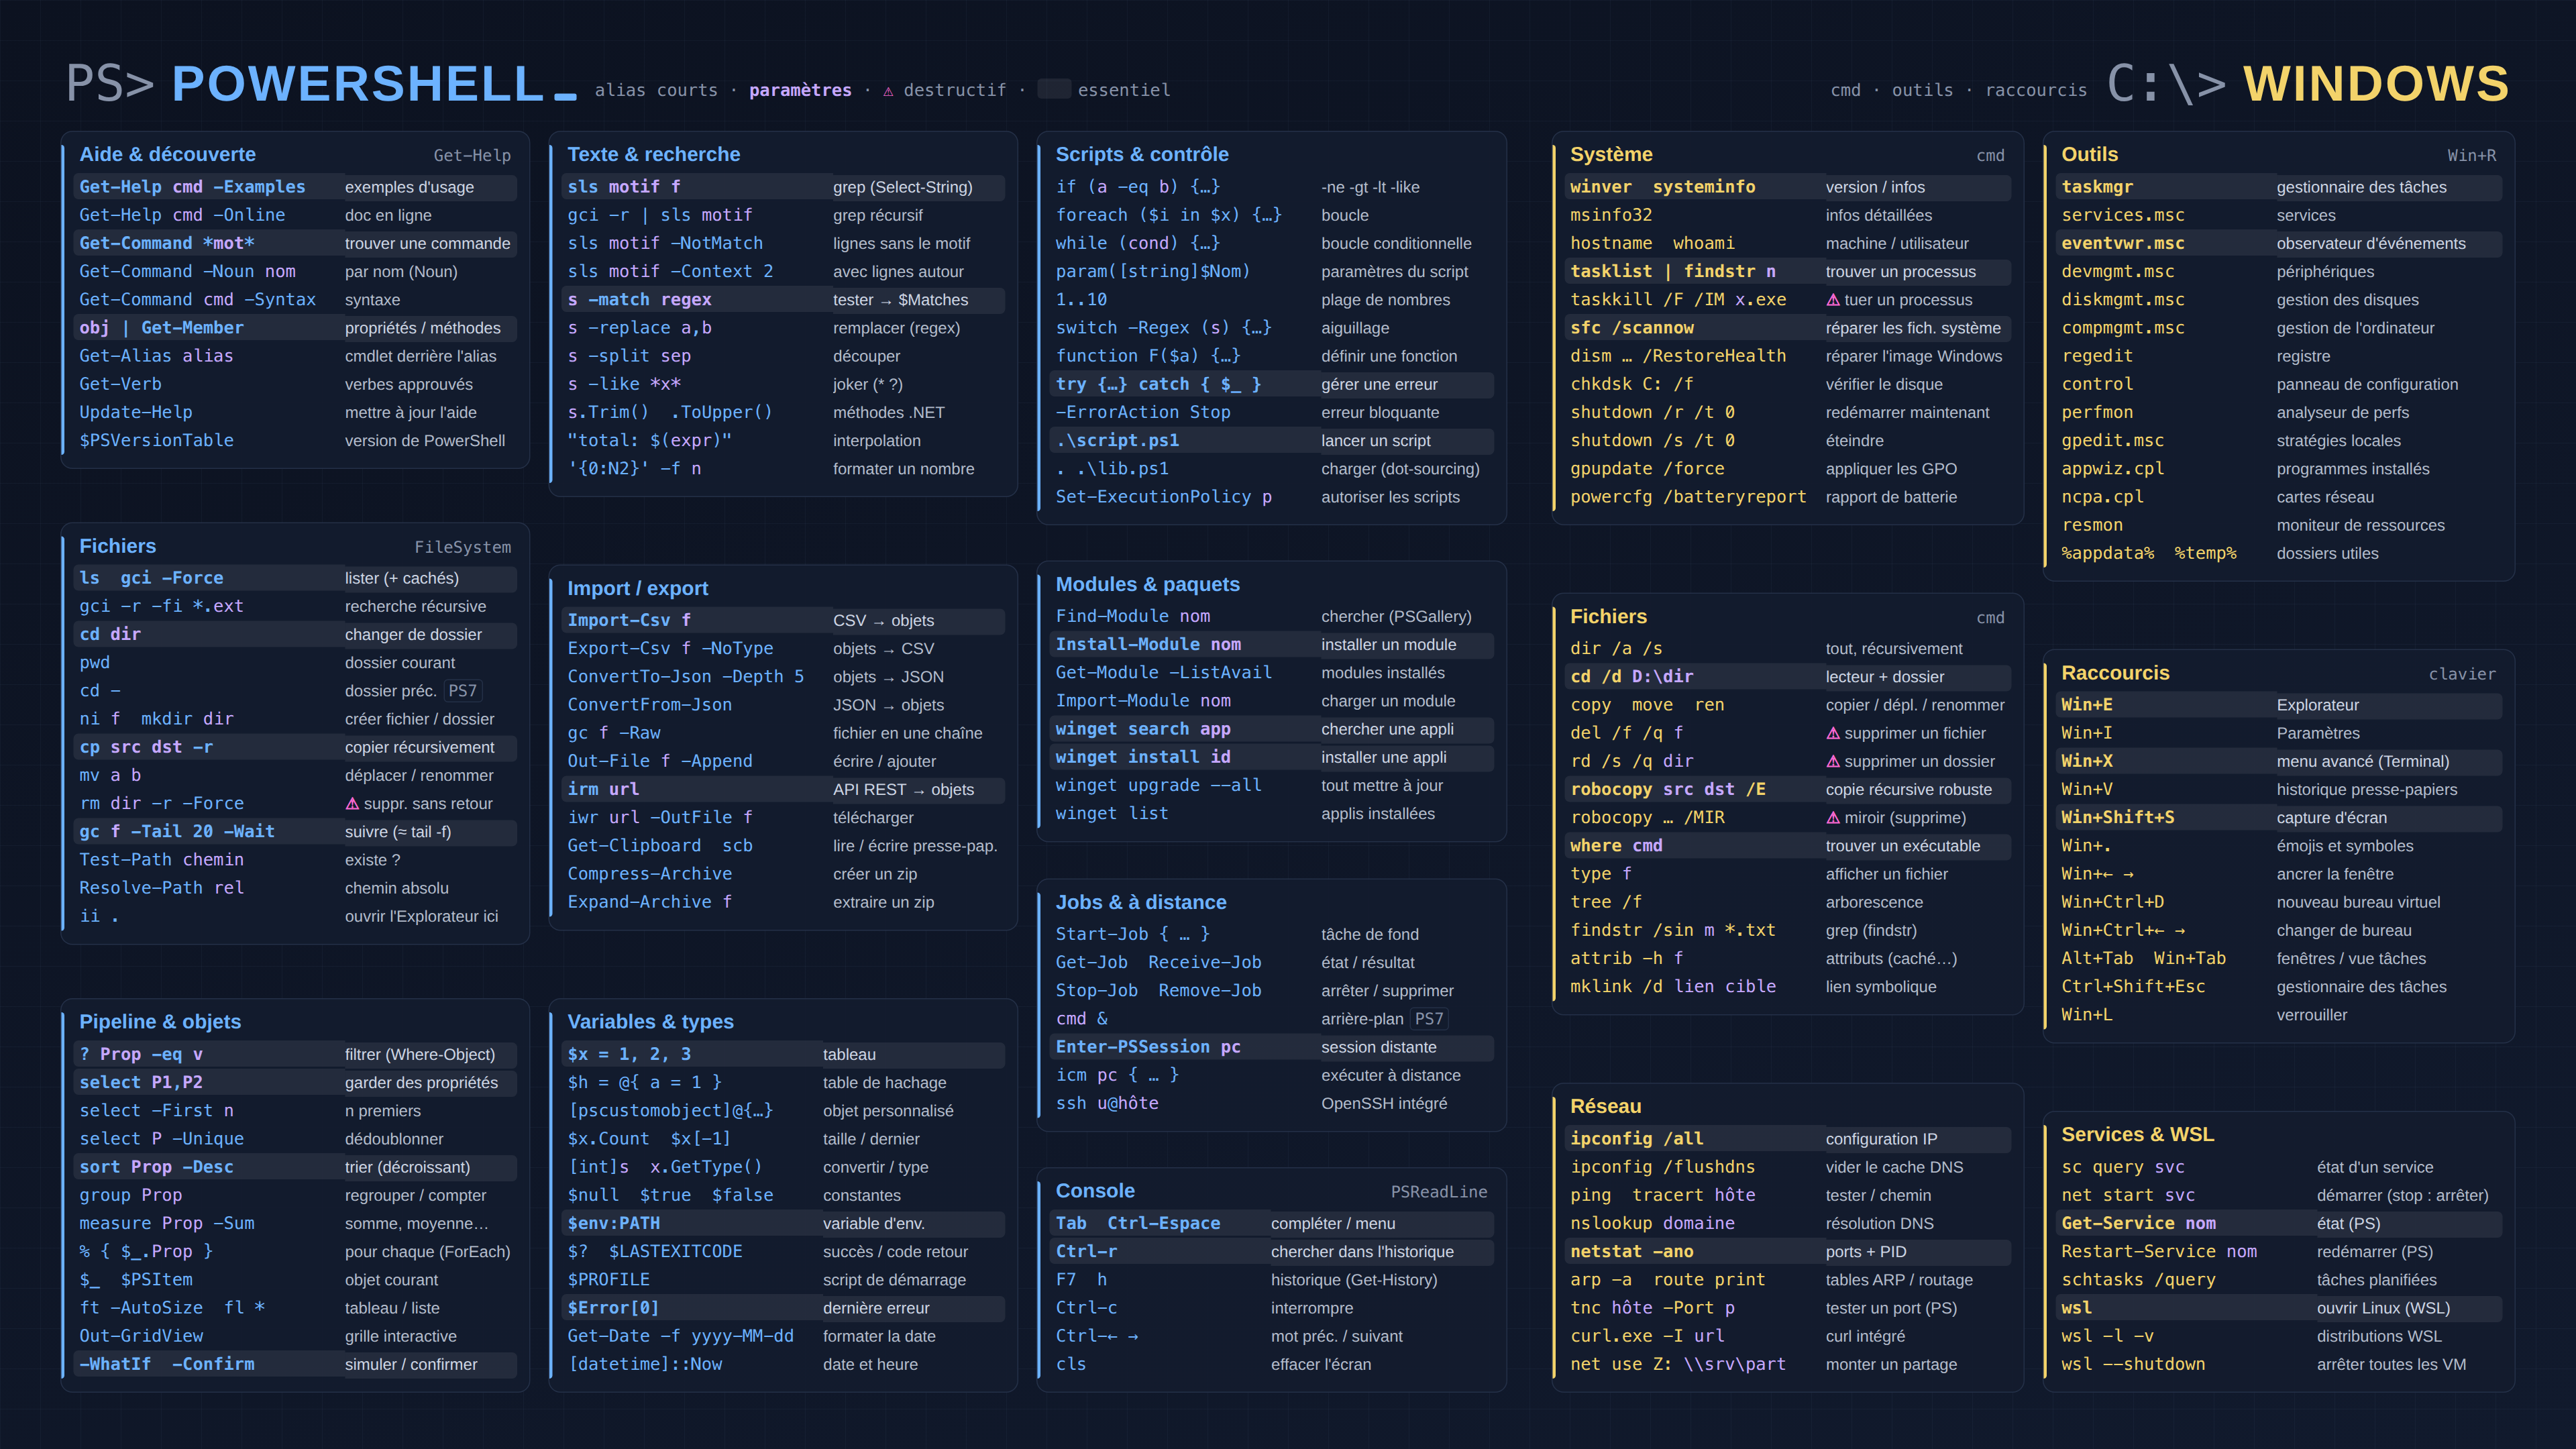 PS> POWERSHELL alias courts · paramètres · ⚠ destructif · essentiel
cmd · outils · raccourcis C:\> WINDOWS
Aide & découverte Get-Help
Get-Help cmd -Examples exemples d'usage
Get-Help cmd -Online doc en ligne
Get-Command *mot* trouver une commande
Get-Command -Noun nom par nom (Noun)
Get-Command cmd -Syntax syntaxe
obj | Get-Member propriétés / méthodes
Get-Alias alias cmdlet derrière l'alias
Get-Verb verbes approuvés
Update-Help mettre à jour l'aide
$PSVersionTable version de PowerShell
Fichiers FileSystem
ls gci -Force lister (+ cachés)
gci -r -fi *.ext recherche récursive
cd dir changer de dossier
pwd dossier courant
cd - dossier préc. PS7
ni f mkdir dir créer fichier / dossier
cp src dst -r copier récursivement
mv a b déplacer / renommer
rm dir -r -Force ⚠ suppr. sans retour
gc f -Tail 20 -Wait suivre (≈ tail -f)
Test-Path chemin existe ?
Resolve-Path rel chemin absolu
ii . ouvrir l'Explorateur ici
Pipeline & objets
? Prop -eq v filtrer (Where-Object)
select P1,P2 garder des propriétés
select -First n n premiers
select P -Unique dédoublonner
sort Prop -Desc trier (décroissant)
group Prop regrouper / compter
measure Prop -Sum somme, moyenne…
% { $_.Prop } pour chaque (ForEach)
$_ $PSItem objet courant
ft -AutoSize fl * tableau / liste
Out-GridView grille interactive
-WhatIf -Confirm simuler / confirmer
Texte & recherche
sls motif f grep (Select-String)
gci -r | sls motif grep récursif
sls motif -NotMatch lignes sans le motif
sls motif -Context 2 avec lignes autour
s -match regex tester → $Matches
s -replace a,b remplacer (regex)
s -split sep découper
s -like *x* joker (* ?)
s.Trim() .ToUpper() méthodes .NET
"total: $(expr)" interpolation
'{0:N2}' -f n formater un nombre
Import / export
Import-Csv f CSV → objets
Export-Csv f -NoType objets → CSV
ConvertTo-Json -Depth 5 objets → JSON
ConvertFrom-Json JSON → objets
gc f -Raw fichier en une chaîne
Out-File f -Append écrire / ajouter
irm url API REST → objets
iwr url -OutFile f télécharger
Get-Clipboard scb lire / écrire presse-pap.
Compress-Archive créer un zip
Expand-Archive f extraire un zip
Variables & types
$x = 1, 2, 3 tableau
$h = @{ a = 1 } table de hachage
[pscustomobject]@{…} objet personnalisé
$x.Count $x[-1] taille / dernier
[int]s x.GetType() convertir / type
$null $true $false constantes
$env:PATH variable d'env.
$? $LASTEXITCODE succès / code retour
$PROFILE script de démarrage
$Error[0] dernière erreur
Get-Date -f yyyy-MM-dd formater la date
[datetime]::Now date et heure
Scripts & contrôle
if (a -eq b) {…} -ne -gt -lt -like
foreach ($i in $x) {…} boucle
while (cond) {…} boucle conditionnelle
param([string]$Nom) paramètres du script
1..10 plage de nombres
switch -Regex (s) {…} aiguillage
function F($a) {…} définir une fonction
try {…} catch { $_ } gérer une erreur
-ErrorAction Stop erreur bloquante
.\script.ps1 lancer un script
. .\lib.ps1 charger (dot-sourcing)
Set-ExecutionPolicy p autoriser les scripts
Modules & paquets
Find-Module nom chercher (PSGallery)
Install-Module nom installer un module
Get-Module -ListAvail modules installés
Import-Module nom charger un module
winget search app chercher une appli
winget install id installer une appli
winget upgrade --all tout mettre à jour
winget list applis installées
Jobs & à distance
Start-Job { … } tâche de fond
Get-Job Receive-Job état / résultat
Stop-Job Remove-Job arrêter / supprimer
cmd & arrière-plan PS7
Enter-PSSession pc session distante
icm pc { … } exécuter à distance
ssh u@hôte OpenSSH intégré
Console PSReadLine
Tab Ctrl-Espace compléter / menu
Ctrl-r chercher dans l'historique
F7 h historique (Get-History)
Ctrl-c interrompre
Ctrl-← → mot préc. / suivant
cls effacer l'écran
Système cmd
winver systeminfo version / infos
msinfo32 infos détaillées
hostname whoami machine / utilisateur
tasklist | findstr n trouver un processus
taskkill /F /IM x.exe ⚠ tuer un processus
sfc /scannow réparer les fich. système
dism … /RestoreHealth réparer l'image Windows
chkdsk C: /f vérifier le disque
shutdown /r /t 0 redémarrer maintenant
shutdown /s /t 0 éteindre
gpupdate /force appliquer les GPO
powercfg /batteryreport rapport de batterie
Fichiers cmd
dir /a /s tout, récursivement
cd /d D:\dir lecteur + dossier
copy move ren copier / dépl. / renommer
del /f /q f ⚠ supprimer un fichier
rd /s /q dir ⚠ supprimer un dossier
robocopy src dst /E copie récursive robuste
robocopy … /MIR ⚠ miroir (supprime)
where cmd trouver un exécutable
type f afficher un fichier
tree /f arborescence
findstr /sin m *.txt grep (findstr)
attrib -h f attributs (caché…)
mklink /d lien cible lien symbolique
Réseau
ipconfig /all configuration IP
ipconfig /flushdns vider le cache DNS
ping tracert hôte tester / chemin
nslookup domaine résolution DNS
netstat -ano ports + PID
arp -a route print tables ARP / routage
tnc hôte -Port p tester un port (PS)
curl.exe -I url curl intégré
net use Z: \\srv\part monter un partage
Outils Win+R
taskmgr gestionnaire des tâches
services.msc services
eventvwr.msc observateur d'événements
devmgmt.msc périphériques
diskmgmt.msc gestion des disques
compmgmt.msc gestion de l'ordinateur
regedit registre
control panneau de configuration
perfmon analyseur de perfs
gpedit.msc stratégies locales
appwiz.cpl programmes installés
ncpa.cpl cartes réseau
resmon moniteur de ressources
%appdata% %temp% dossiers utiles
Raccourcis clavier
Win+E Explorateur
Win+I Paramètres
Win+X menu avancé (Terminal)
Win+V historique presse-papiers
Win+Shift+S capture d'écran
Win+. émojis et symboles
Win+← → ancrer la fenêtre
Win+Ctrl+D nouveau bureau virtuel
Win+Ctrl+← → changer de bureau
Alt+Tab Win+Tab fenêtres / vue tâches
Ctrl+Shift+Esc gestionnaire des tâches
Win+L verrouiller
Services & WSL
sc query svc état d'un service
net start svc démarrer (stop : arrêter)
Get-Service nom état (PS)
Restart-Service nom redémarrer (PS)
schtasks /query tâches planifiées
wsl ouvrir Linux (WSL)
wsl -l -v distributions WSL
wsl --shutdown arrêter toutes les VM